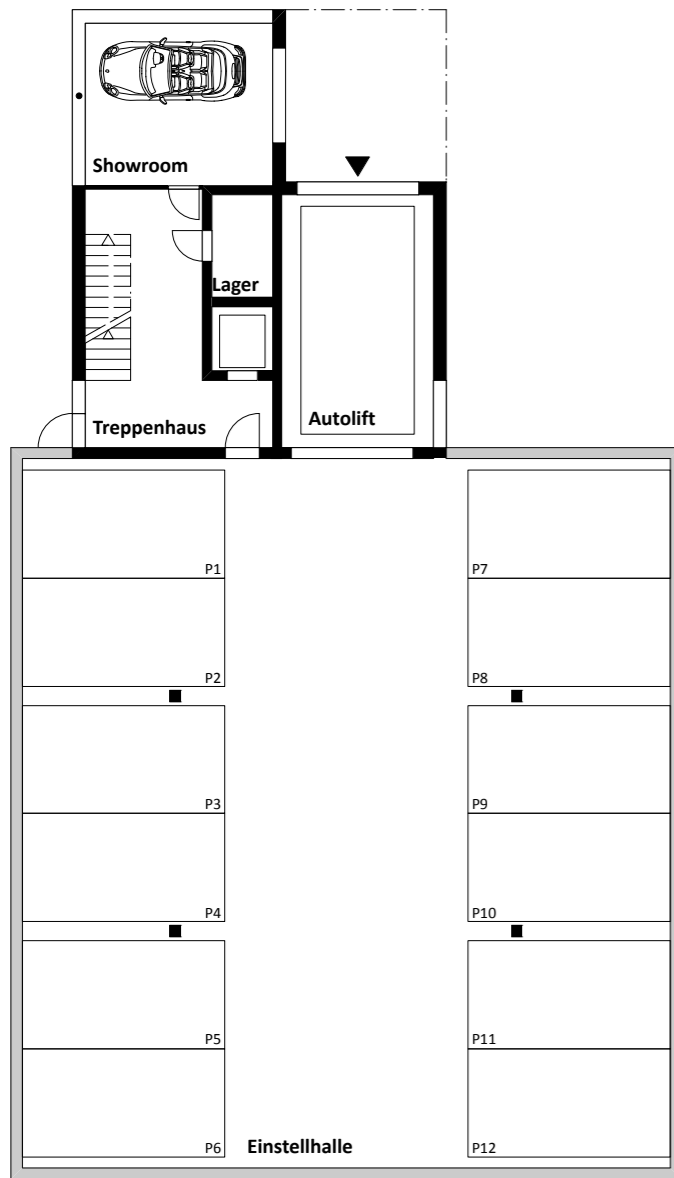 Showroom
Lager
Treppenhaus
Autolift
P1
P7
P2
P8
P3
P9
P4
P10
P5
P11
P6
Einstellhalle
P12